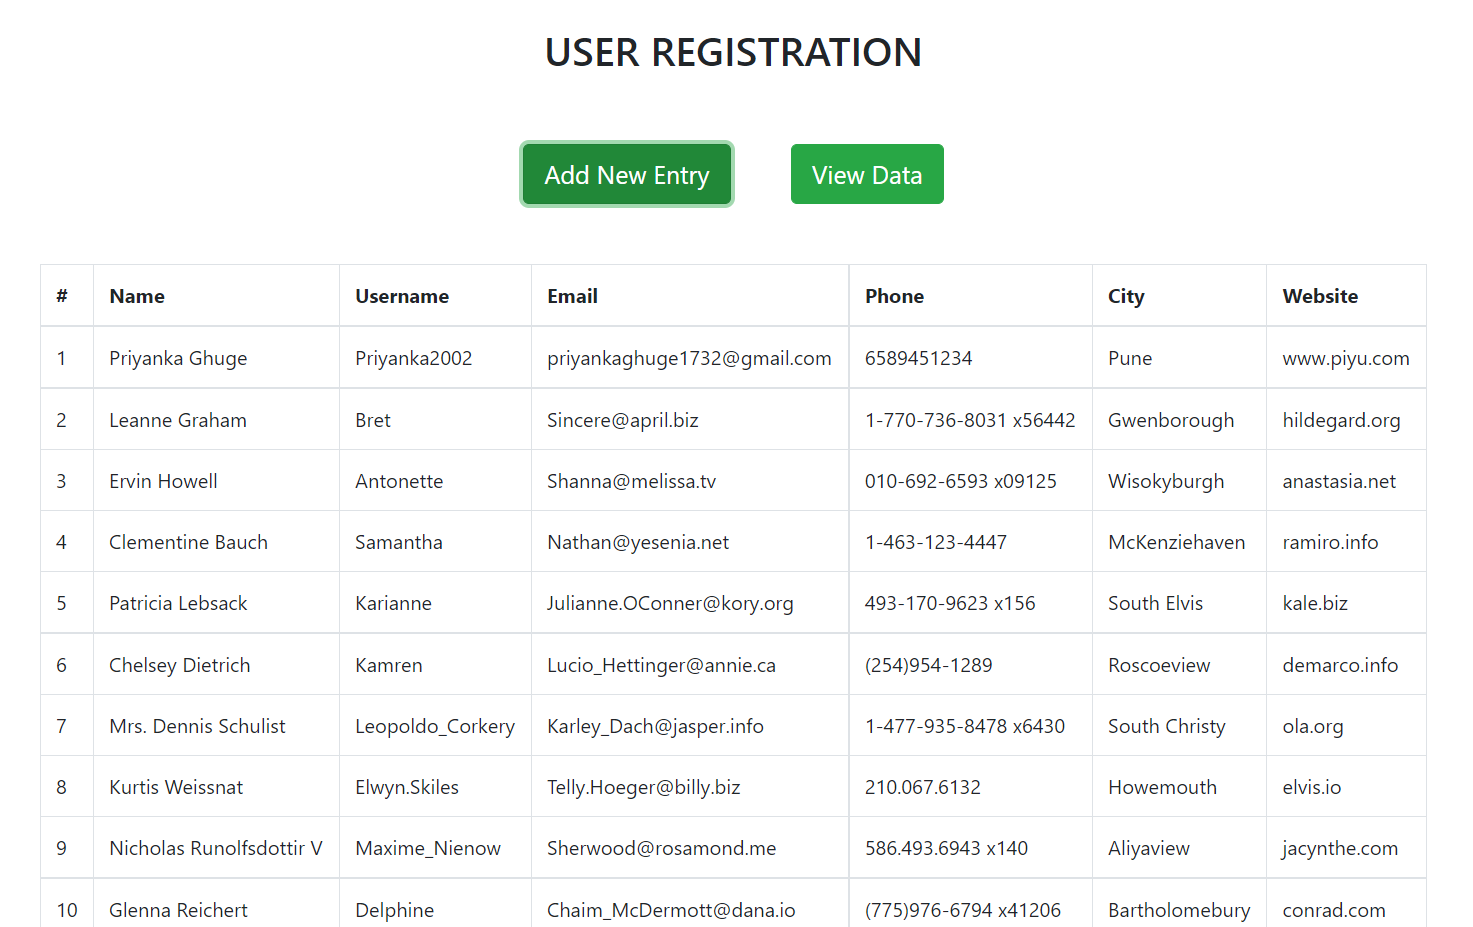 USER REGISTRATION
Add New Entry View Data
# Name Username Email Phone City Website
1 Priyanka Ghuge Priyanka2002 priyankaghuge1732@gmail.com 6589451234 Pune www.piyu.com
2 Leanne Graham Bret Sincere@april.biz 1-770-736-8031 x56442 Gwenborough hildegard.org
3 Ervin Howell Antonette Shanna@melissa.tv 010-692-6593 x09125 Wisokyburgh anastasia.net
4 Clementine Bauch Samantha Nathan@yesenia.net 1-463-123-4447 McKenziehaven ramiro.info
5 Patricia Lebsack Karianne Julianne.OConner@kory.org 493-170-9623 x156 South Elvis kale.biz
6 Chelsey Dietrich Kamren Lucio_Hettinger@annie.ca (254)954-1289 Roscoeview demarco.info
7 Mrs. Dennis Schulist Leopoldo_Corkery Karley_Dach@jasper.info 1-477-935-8478 x6430 South Christy ola.org
8 Kurtis Weissnat Elwyn.Skiles Telly.Hoeger@billy.biz 210.067.6132 Howemouth elvis.io
9 Nicholas Runolfsdottir V Maxime_Nienow Sherwood@rosamond.me 586.493.6943 x140 Aliyaview jacynthe.com
10 Glenna Reichert Delphine Chaim_McDermott@dana.io (775)976-6794 x41206 Bartholomebury conrad.com